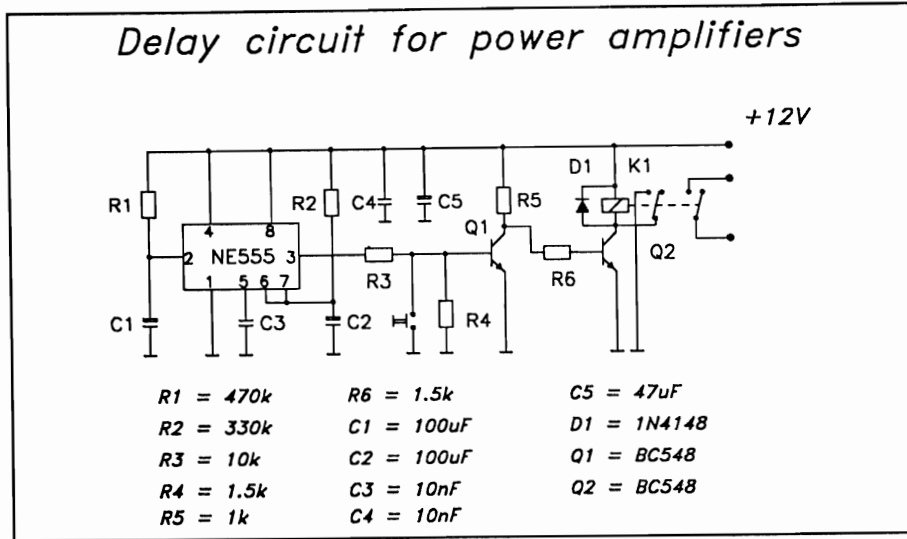 Delay circuit for power amplifiers
+12V
D1 K1
R1 R2 C4 C5 R5
4 8 Q1
2 NE555 3
R3 R6 Q2
1 5 6 7
C1 C3 C2 R4
R1 = 470k R6 = 1.5k C5 = 47uF
R2 = 330k C1 = 100uF D1 = 1N4148
R3 = 10k C2 = 100uF Q1 = BC548
R4 = 1.5k C3 = 10nF Q2 = BC548
R5 = 1k C4 = 10nF